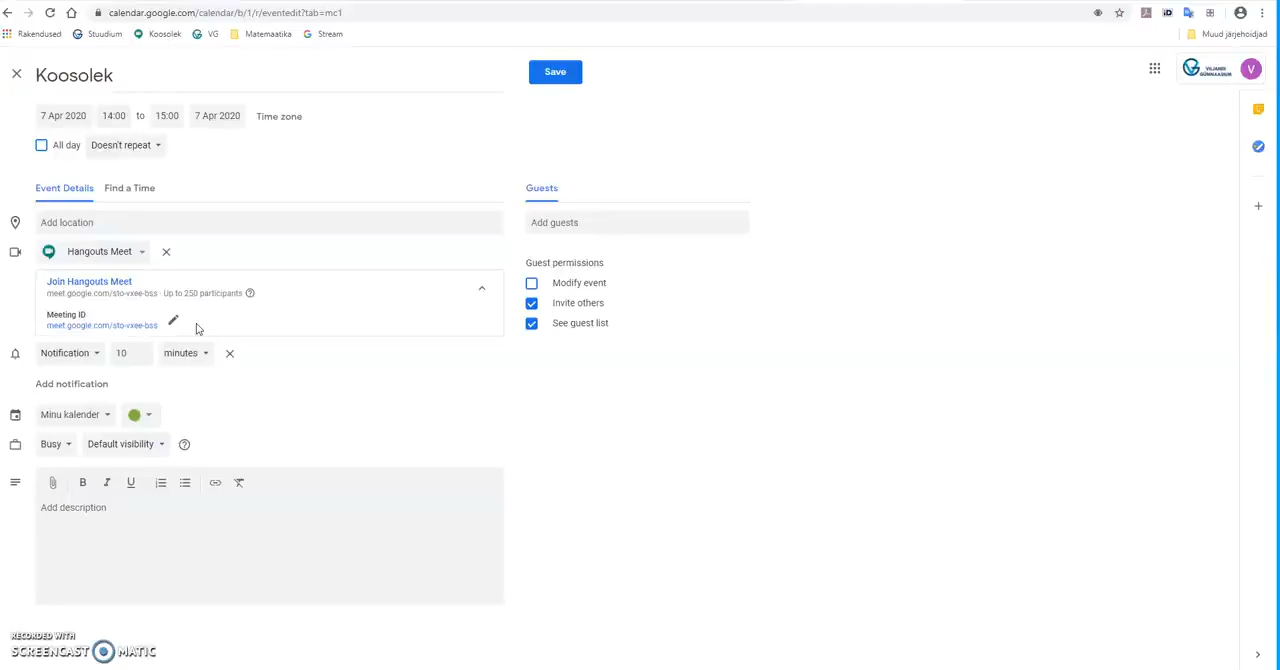 calendar.google.com/calendar/b/1/r/eventedit?tab=mc1
Rakendused Stuudium Koosolek VG Matemaatika Stream Muud järjehoidjad
Koosolek Save VILJANDI GÜMNAASIUM V
7 Apr 2020 14:00 to 15:00 7 Apr 2020 Time zone
All day Doesn't repeat
Event Details Find a Time Guests
Add location Add guests
Hangouts Meet
Guest permissions
Join Hangouts Meet Modify event
meet.google.com/sto-vxee-bss · Up to 250 participants
Invite others
Meeting ID
meet.google.com/sto-vxee-bss See guest list
Notification 10 minutes
Add notification
Minu kalender
Busy Default visibility
B I U
Add description
RECORDED WITH
SCREENCAST MATIC